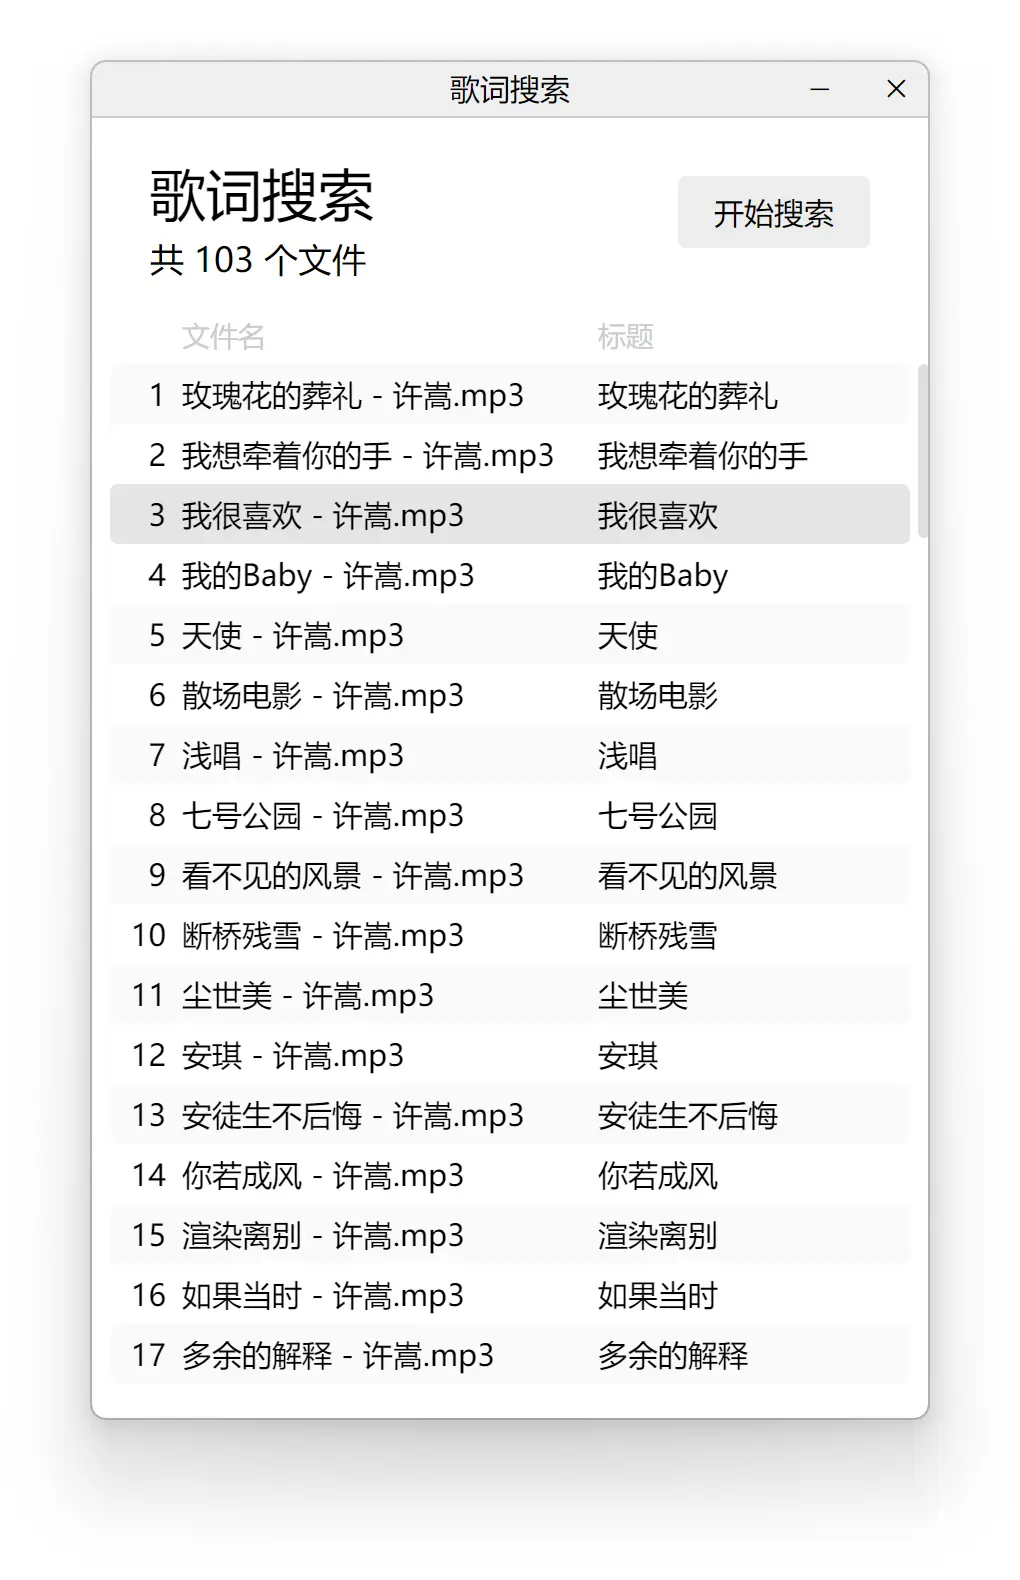 歌词搜索
歌词搜索
开始搜索
共 103 个文件
文件名 标题
1 玫瑰花的葬礼 - 许嵩.mp3 玫瑰花的葬礼
2 我想牵着你的手 - 许嵩.mp3 我想牵着你的手
3 我很喜欢 - 许嵩.mp3 我很喜欢
4 我的Baby - 许嵩.mp3 我的Baby
5 天使 - 许嵩.mp3 天使
6 散场电影 - 许嵩.mp3 散场电影
7 浅唱 - 许嵩.mp3 浅唱
8 七号公园 - 许嵩.mp3 七号公园
9 看不见的风景 - 许嵩.mp3 看不见的风景
10 断桥残雪 - 许嵩.mp3 断桥残雪
11 尘世美 - 许嵩.mp3 尘世美
12 安琪 - 许嵩.mp3 安琪
13 安徒生不后悔 - 许嵩.mp3 安徒生不后悔
14 你若成风 - 许嵩.mp3 你若成风
15 渲染离别 - 许嵩.mp3 渲染离别
16 如果当时 - 许嵩.mp3 如果当时
17 多余的解释 - 许嵩.mp3 多余的解释